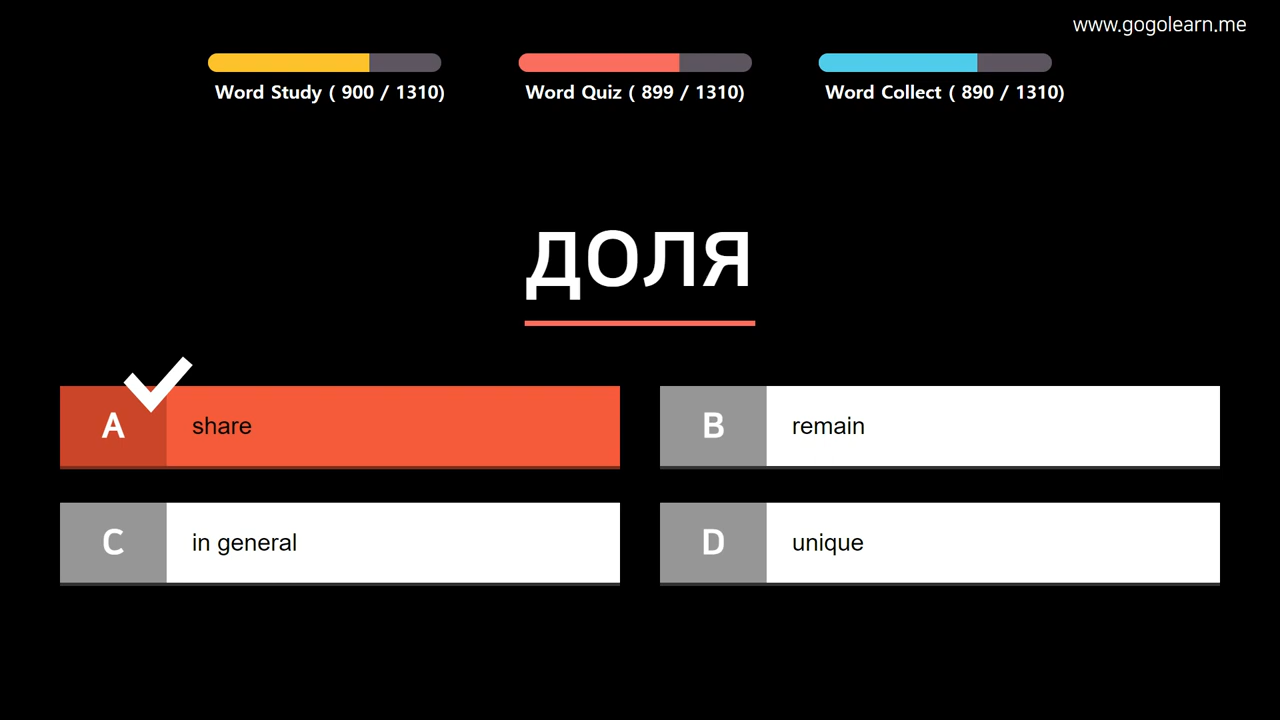 www.gogolearn.me
Word Study ( 900 / 1310)
Word Quiz ( 899 / 1310)
Word Collect ( 890 / 1310)
доля
A share
B remain
C in general
D unique